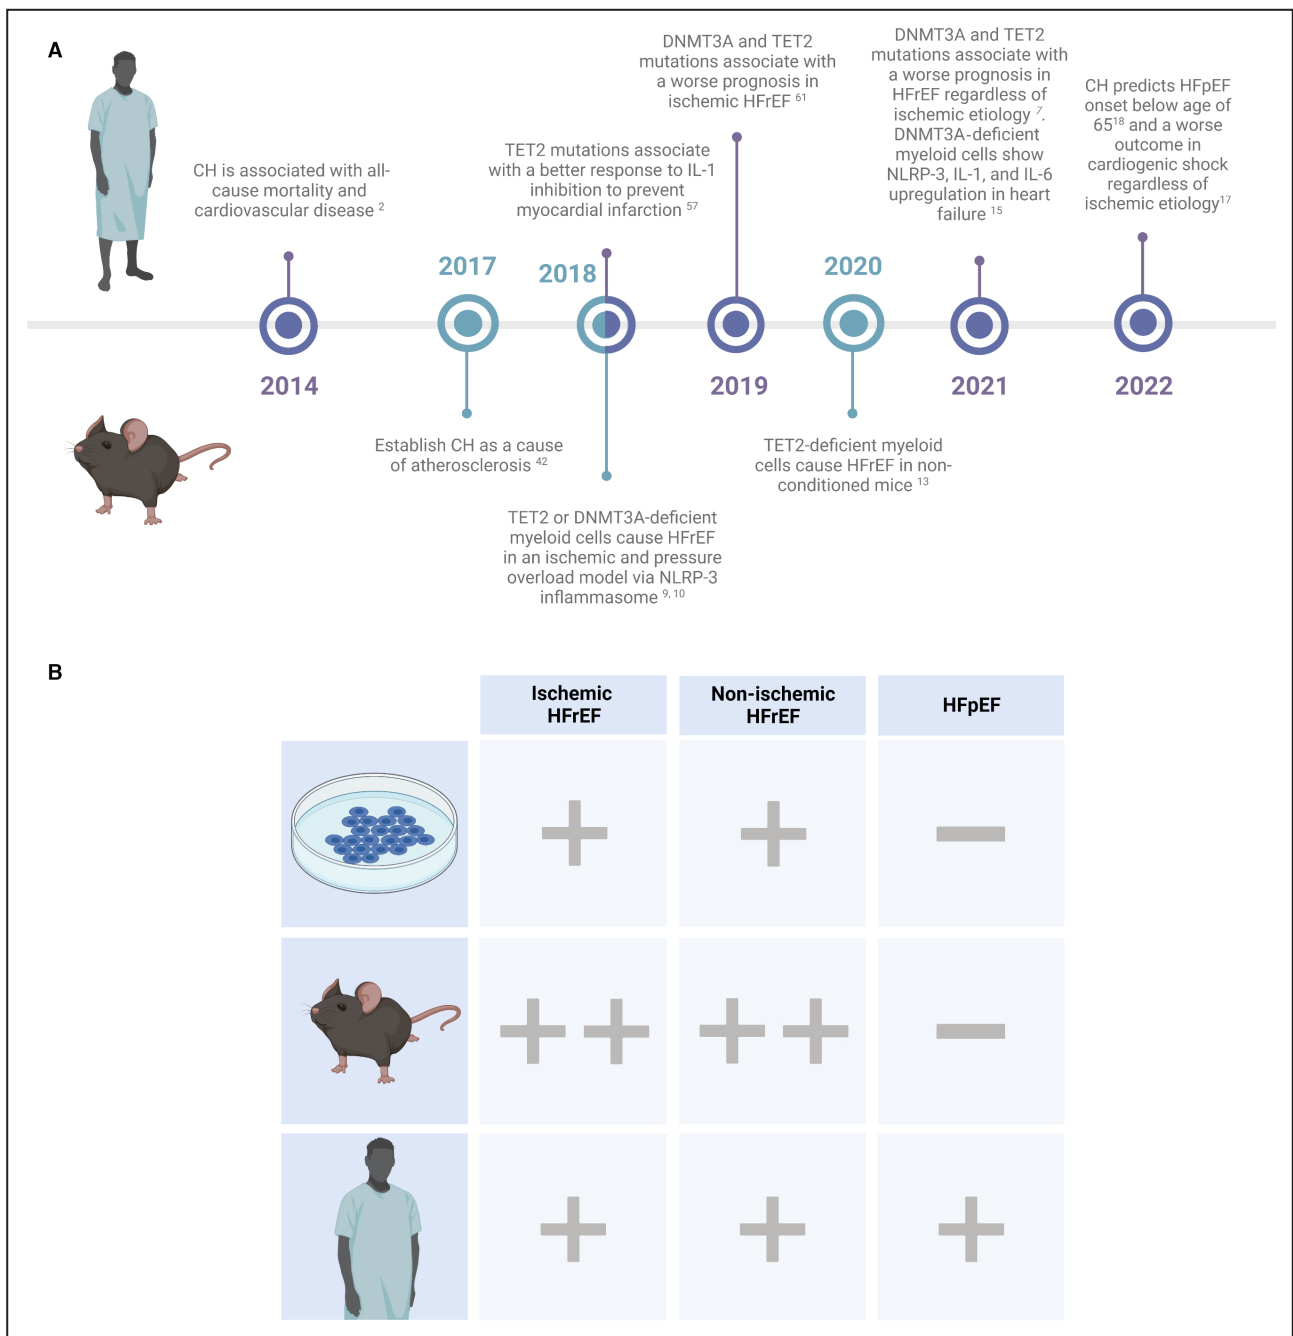 A
CH is associated with all-
cause mortality and
cardiovascular disease 2
TET2 mutations associate
with a better response to IL-1
inhibition to prevent
myocardial infarction 57
DNMT3A and TET2
mutations associate with
a worse prognosis in
ischemic HFrEF 61
DNMT3A and TET2
mutations associate with
a worse prognosis in
HFrEF regardless of
ischemic etiology 7.
DNMT3A-deficient
myeloid cells show
NLRP-3, IL-1, and IL-6
upregulation in heart
failure 15
CH predicts HFpEF
onset below age of
6518 and a worse
outcome in
cardiogenic shock
regardless of
ischemic etiology17
2014
2017
2018
2019
2020
2021
2022
Establish CH as a cause
of atherosclerosis 42
TET2 or DNMT3A-deficient
myeloid cells cause HFrEF
in an ischemic and pressure
overload model via NLRP-3
inflammasome 9, 10
TET2-deficient myeloid
cells cause HFrEF in non-
conditioned mice 13
B
Ischemic
HFrEF
Non-ischemic
HFrEF
HFpEF
+ + −
+ + + + −
+ + +